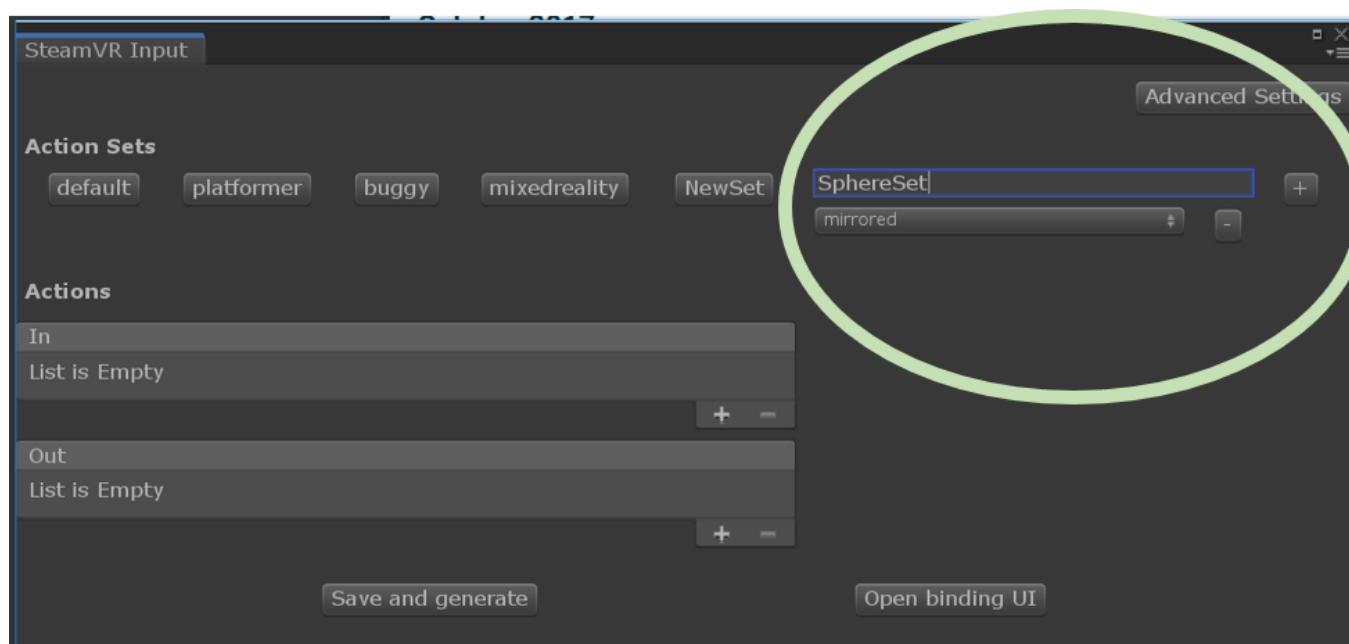 SteamVR Input
Advanced Settings
Action Sets
default platformer buggy mixedreality NewSet SphereSet +
mirrored -
Actions
In
List is Empty
+ -
Out
List is Empty
+ -
Save and generate Open binding UI